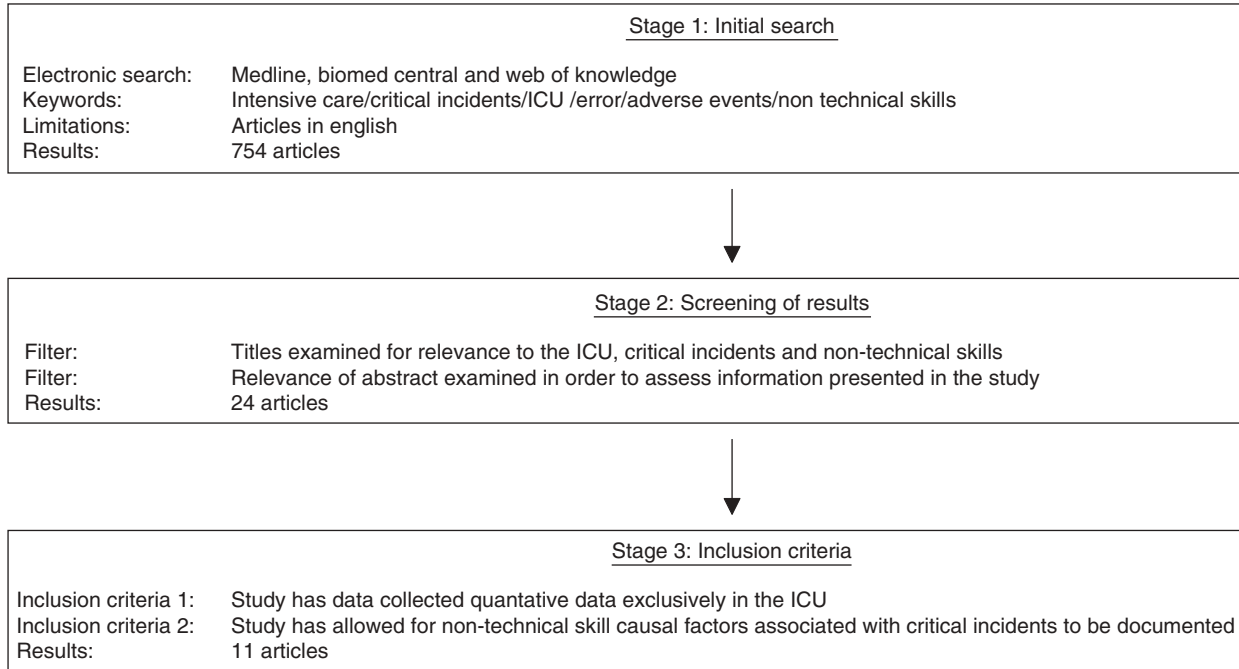 Stage 1: Initial search
Electronic search: Medline, biomed central and web of knowledge
Keywords: Intensive care/critical incidents/ICU /error/adverse events/non technical skills
Limitations: Articles in english
Results: 754 articles
Stage 2: Screening of results
Filter: Titles examined for relevance to the ICU, critical incidents and non-technical skills
Filter: Relevance of abstract examined in order to assess information presented in the study
Results: 24 articles
Stage 3: Inclusion criteria
Inclusion criteria 1: Study has data collected quantative data exclusively in the ICU
Inclusion criteria 2: Study has allowed for non-technical skill causal factors associated with critical incidents to be documented
Results: 11 articles